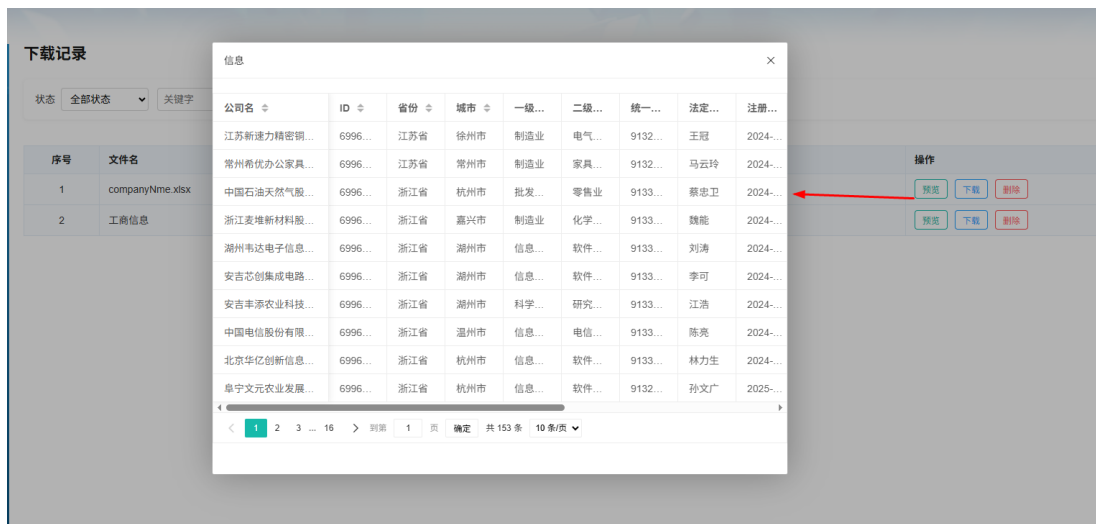 下载记录
状态 全部状态 关键字
序号 文件名 操作
1 companyNme.xlsx 预览 下载 删除
2 工商信息 预览 下载 删除
信息 ×
公司名 ID 省份 城市 一级... 二级... 统一... 法定... 注册...
江苏新速力精密铜... 6996... 江苏省 徐州市 制造业 电气... 9132... 王冠 2024-...
常州希优办公家具... 6996... 江苏省 常州市 制造业 家具... 9132... 马云玲 2024-...
中国石油天然气股... 6996... 浙江省 杭州市 批发... 零售业 9133... 蔡忠卫 2024-...
浙江麦堆新材料股... 6996... 浙江省 嘉兴市 制造业 化学... 9133... 魏能 2024-...
湖州韦达电子信息... 6996... 浙江省 湖州市 信息... 软件... 9133... 刘涛 2024-...
安吉芯创集成电路... 6996... 浙江省 湖州市 信息... 软件... 9133... 李可 2024-...
安吉丰添农业科技... 6996... 浙江省 湖州市 科学... 研究... 9133... 江浩 2024-...
中国电信股份有限... 6996... 浙江省 温州市 信息... 电信... 9133... 陈亮 2024-...
北京华亿创新信息... 6996... 浙江省 杭州市 信息... 软件... 9133... 林力生 2024-...
阜宁文元农业发展... 6996... 浙江省 杭州市 信息... 软件... 9132... 孙文广 2025-...
1 2 3 ... 16 到第 1 页 确定 共 153 条 10 条/页